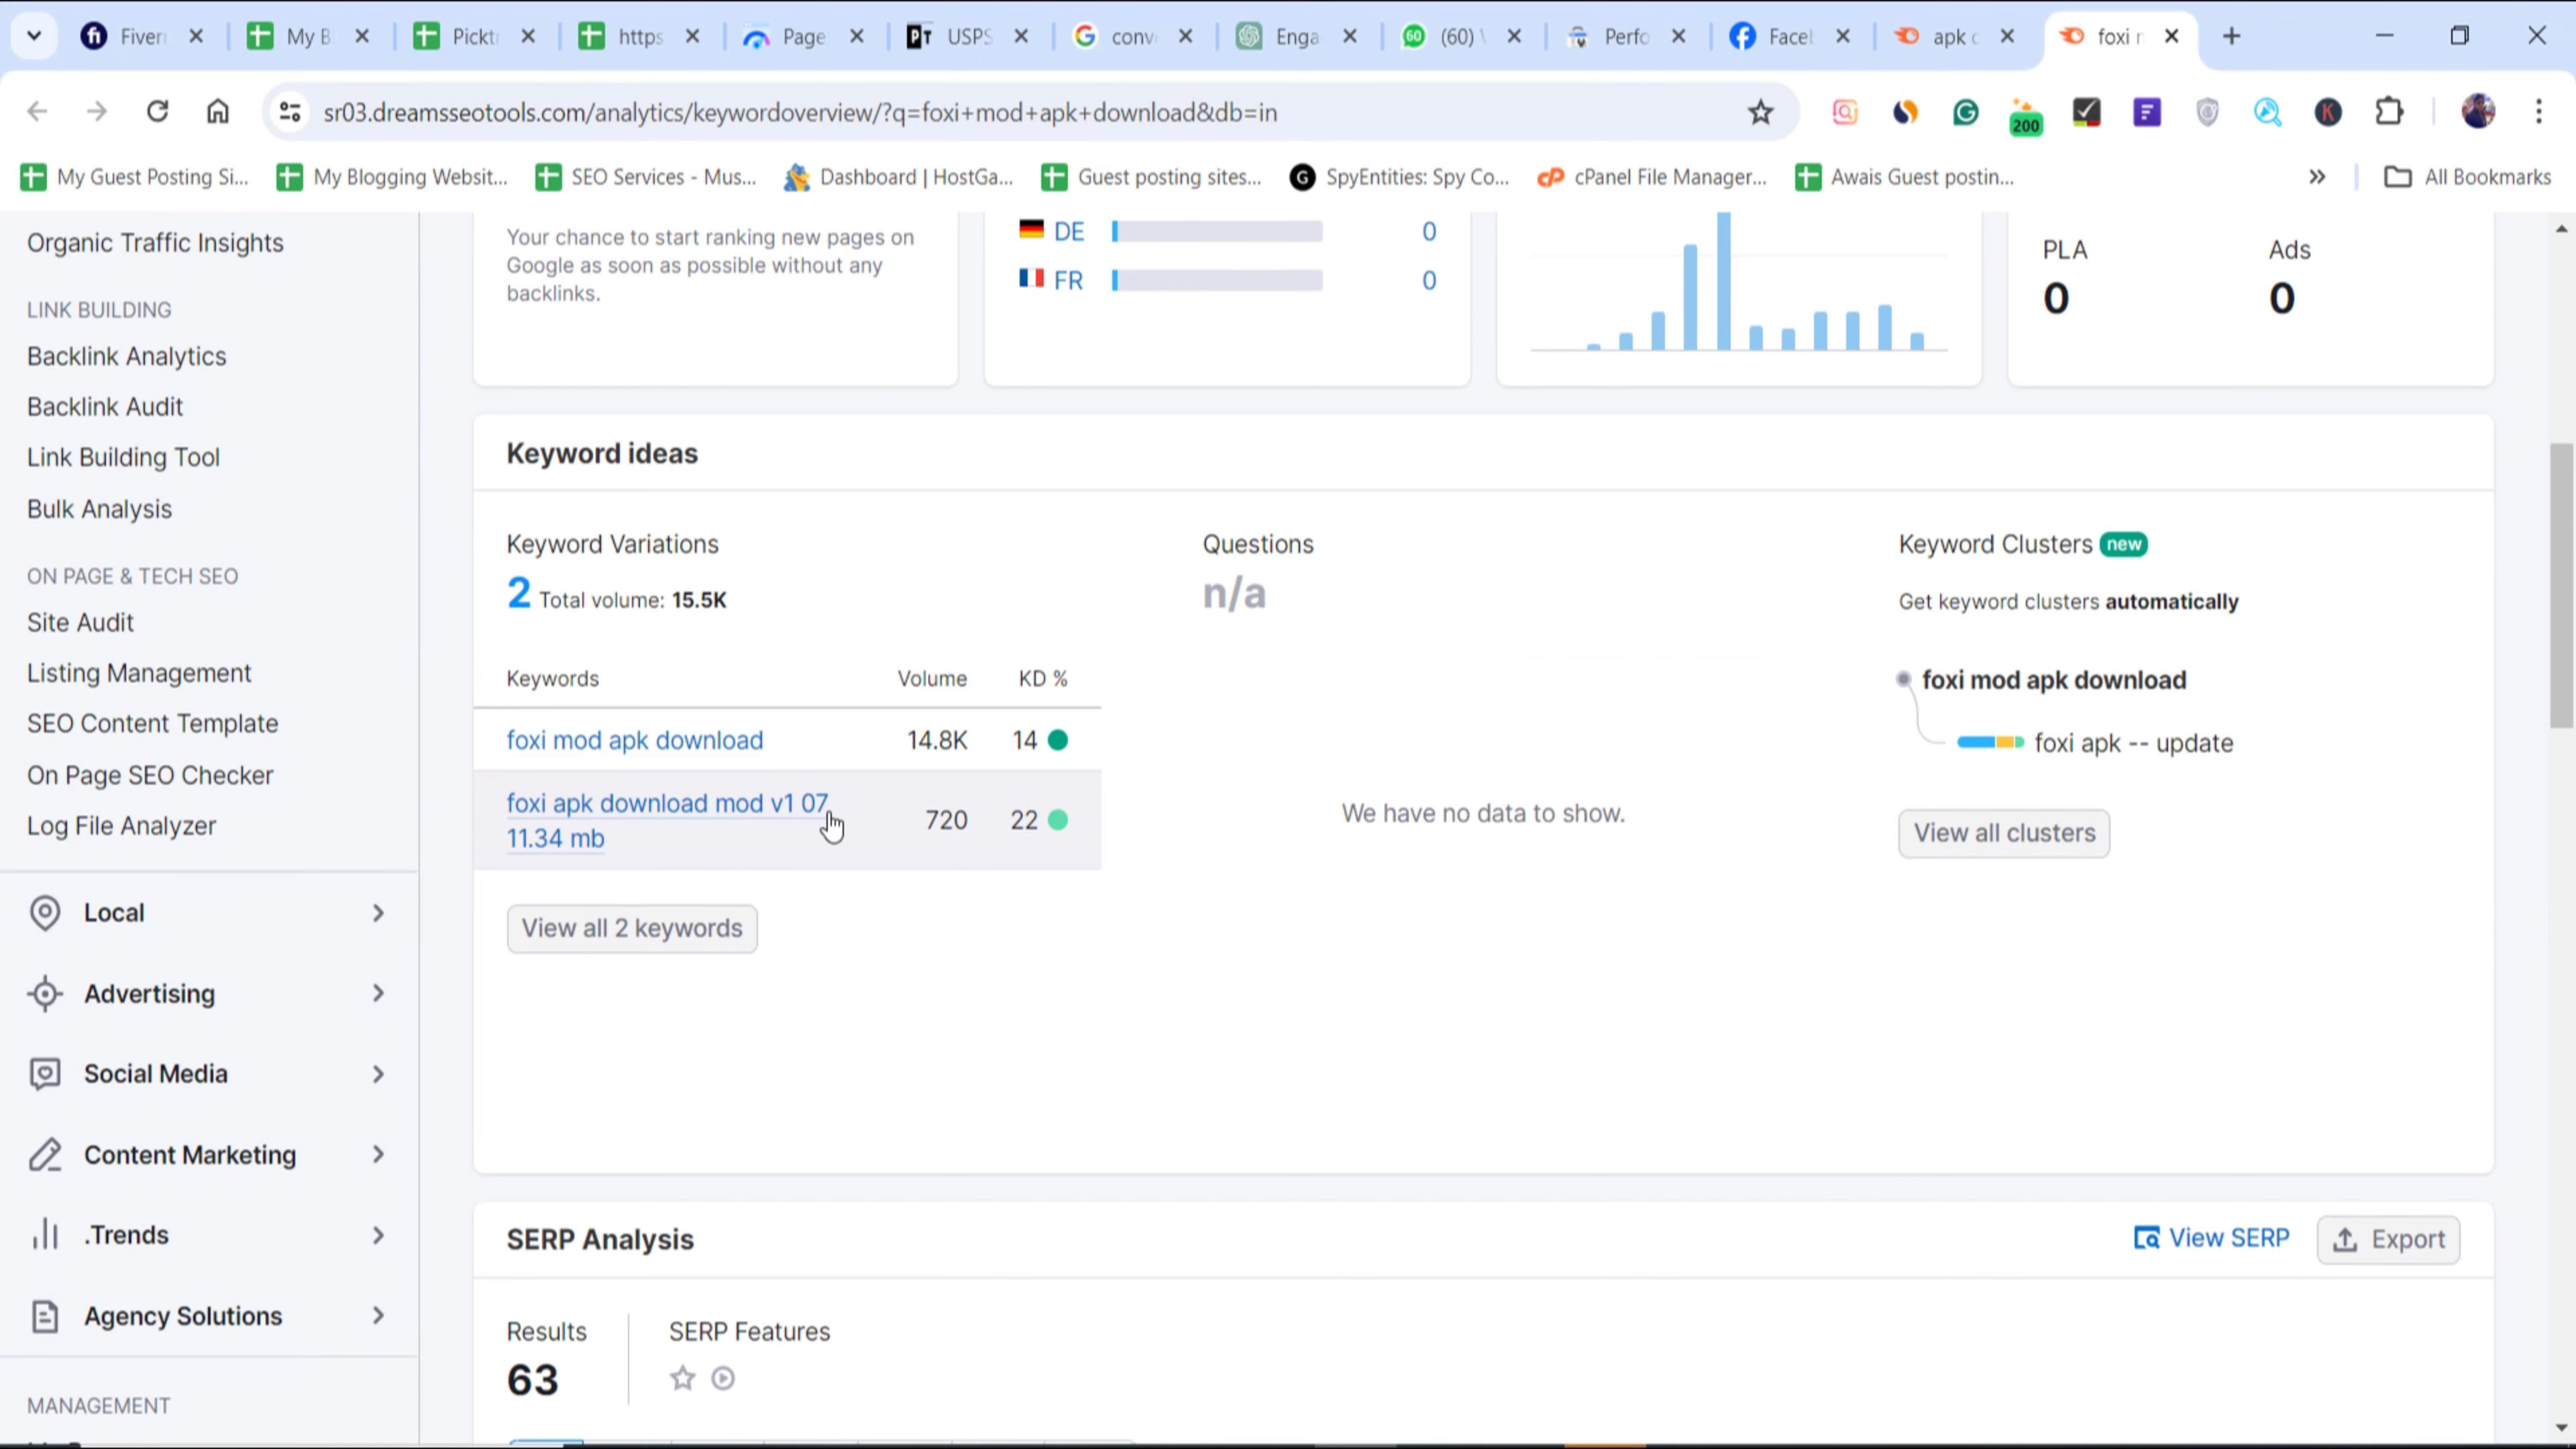 Fiver
My B
Pickt
https
Page
USPS
conv
Enga
(60)
Perfo
Facel
apk c
foxi n
sr03.dreamsseotools.com/analytics/keywordoverview/?q=foxi+mod+apk+download&db=in
200
My Guest Posting Si...
My Blogging Websit...
SEO Services - Mus...
Dashboard | HostGa...
Guest posting sites...
SpyEntities: Spy Co...
cPanel File Manager...
Awais Guest postin...
All Bookmarks
Organic Traffic Insights
LINK BUILDING
Backlink Analytics
Backlink Audit
Link Building Tool
Bulk Analysis
ON PAGE & TECH SEO
Site Audit
Listing Management
SEO Content Template
On Page SEO Checker
Log File Analyzer
Local
Advertising
Social Media
Content Marketing
.Trends
Agency Solutions
MANAGEMENT
Your chance to start ranking new pages on
Google as soon as possible without any
backlinks.
DE 0
FR 0
PLA Ads
0 0
Keyword ideas
Keyword Variations
2 Total volume: 15.5K
Keywords Volume KD %
foxi mod apk download 14.8K 14
foxi apk download mod v1 07 720 22
11.34 mb
View all 2 keywords
Questions
n/a
We have no data to show.
Keyword Clusters new
Get keyword clusters automatically
foxi mod apk download
foxi apk -- update
View all clusters
SERP Analysis
View SERP
Export
Results SERP Features
63